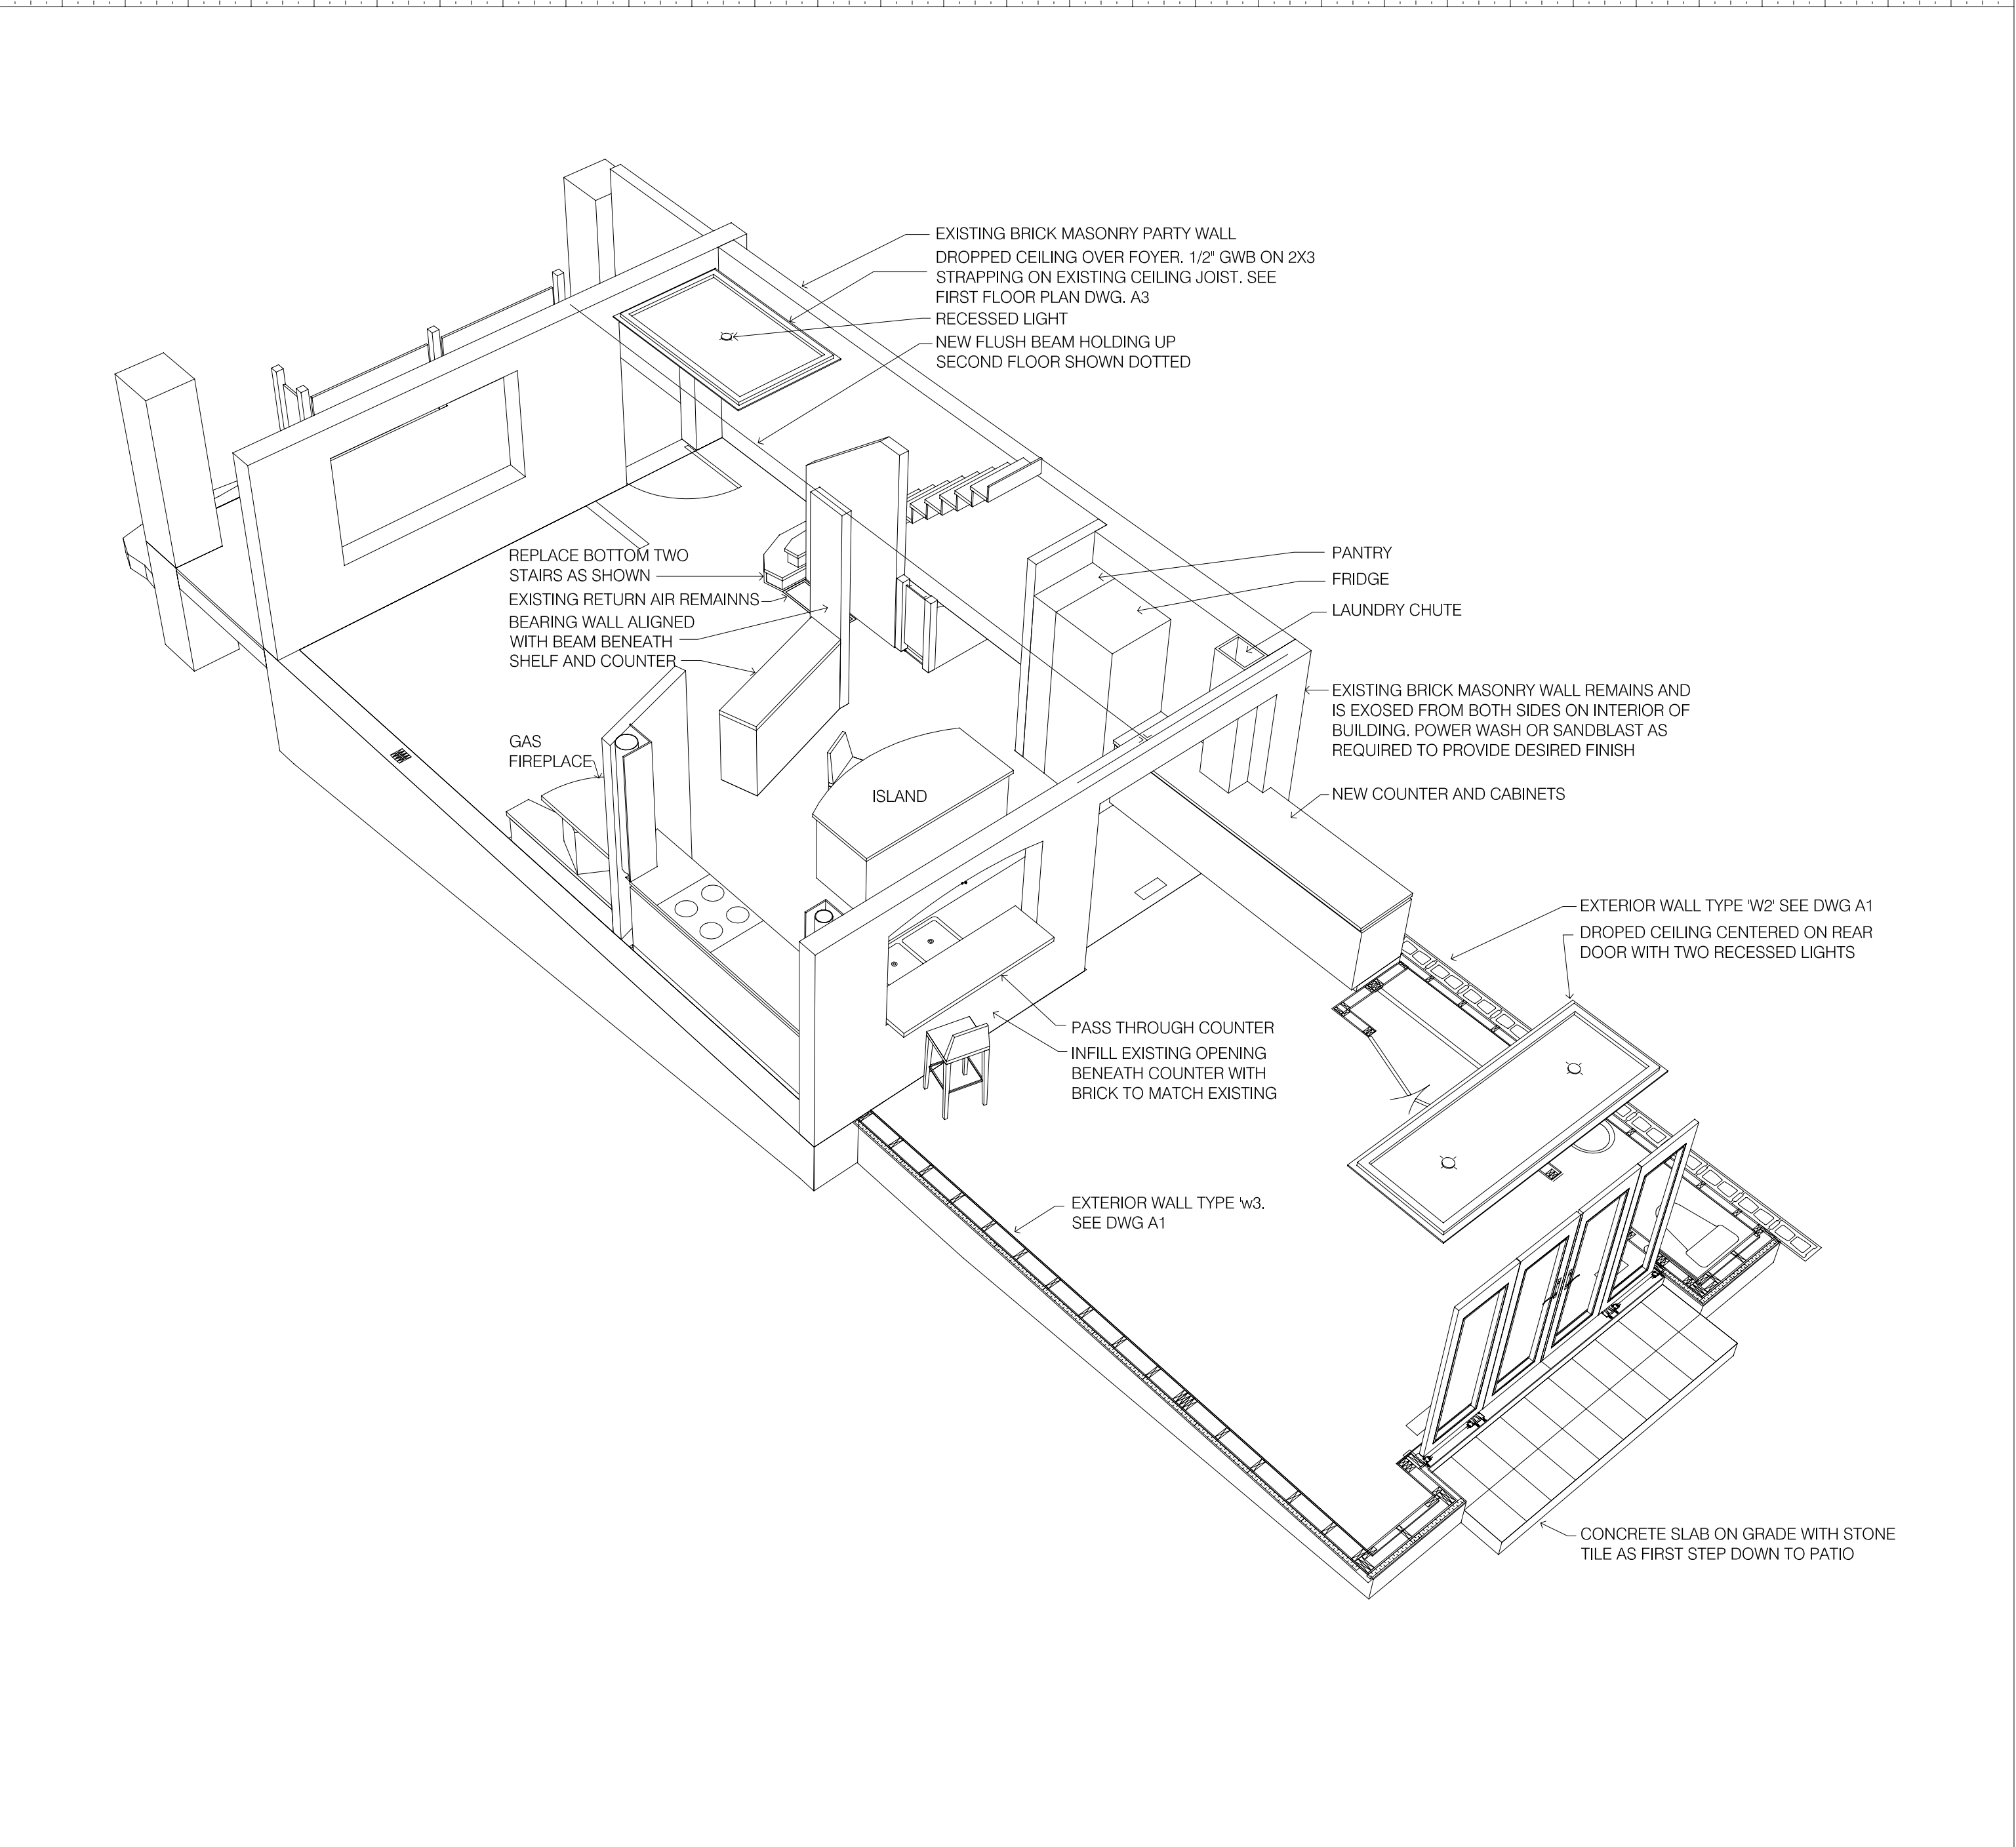 EXISTING BRICK MASONRY PARTY WALL
DROPPED CEILING OVER FOYER. 1/2" GWB ON 2X3
STRAPPING ON EXISTING CEILING JOIST. SEE
FIRST FLOOR PLAN DWG. A3
RECESSED LIGHT
NEW FLUSH BEAM HOLDING UP
SECOND FLOOR SHOWN DOTTED
REPLACE BOTTOM TWO
STAIRS AS SHOWN
EXISTING RETURN AIR REMAINNS
BEARING WALL ALIGNED
WITH BEAM BENEATH
SHELF AND COUNTER
GAS
FIREPLACE
ISLAND
PANTRY
FRIDGE
LAUNDRY CHUTE
EXISTING BRICK MASONRY WALL REMAINS AND
IS EXOSED FROM BOTH SIDES ON INTERIOR OF
BUILDING. POWER WASH OR SANDBLAST AS
REQUIRED TO PROVIDE DESIRED FINISH
NEW COUNTER AND CABINETS
EXTERIOR WALL TYPE 'W2' SEE DWG A1
DROPED CEILING CENTERED ON REAR
DOOR WITH TWO RECESSED LIGHTS
PASS THROUGH COUNTER
INFILL EXISTING OPENING
BENEATH COUNTER WITH
BRICK TO MATCH EXISTING
EXTERIOR WALL TYPE 'w3.
SEE DWG A1
CONCRETE SLAB ON GRADE WITH STONE
TILE AS FIRST STEP DOWN TO PATIO